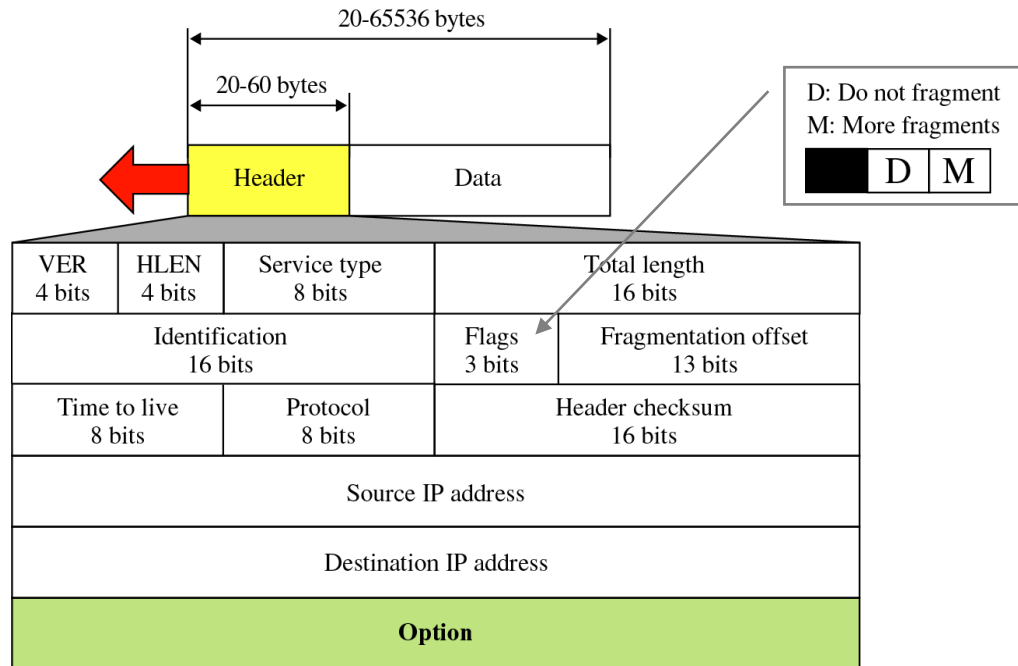 20-65536 bytes
20-60 bytes
Header
Data
D: Do not fragment
M: More fragments
D M
VER
4 bits
HLEN
4 bits
Service type
8 bits
Total length
16 bits
Identification
16 bits
Flags
3 bits
Fragmentation offset
13 bits
Time to live
8 bits
Protocol
8 bits
Header checksum
16 bits
Source IP address
Destination IP address
Option